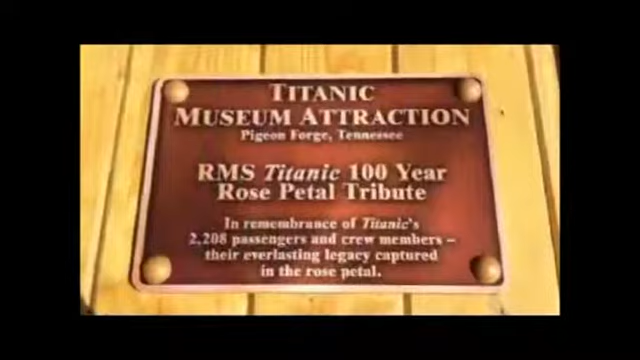 TITANIC
MUSEUM ATTRACTION
Pigeon Forge, Tennessee
RMS Titanic 100 Year
Rose Petal Tribute
In remembrance of Titanic's
2,208 passengers and crew members –
their everlasting legacy captured
in the rose petal.